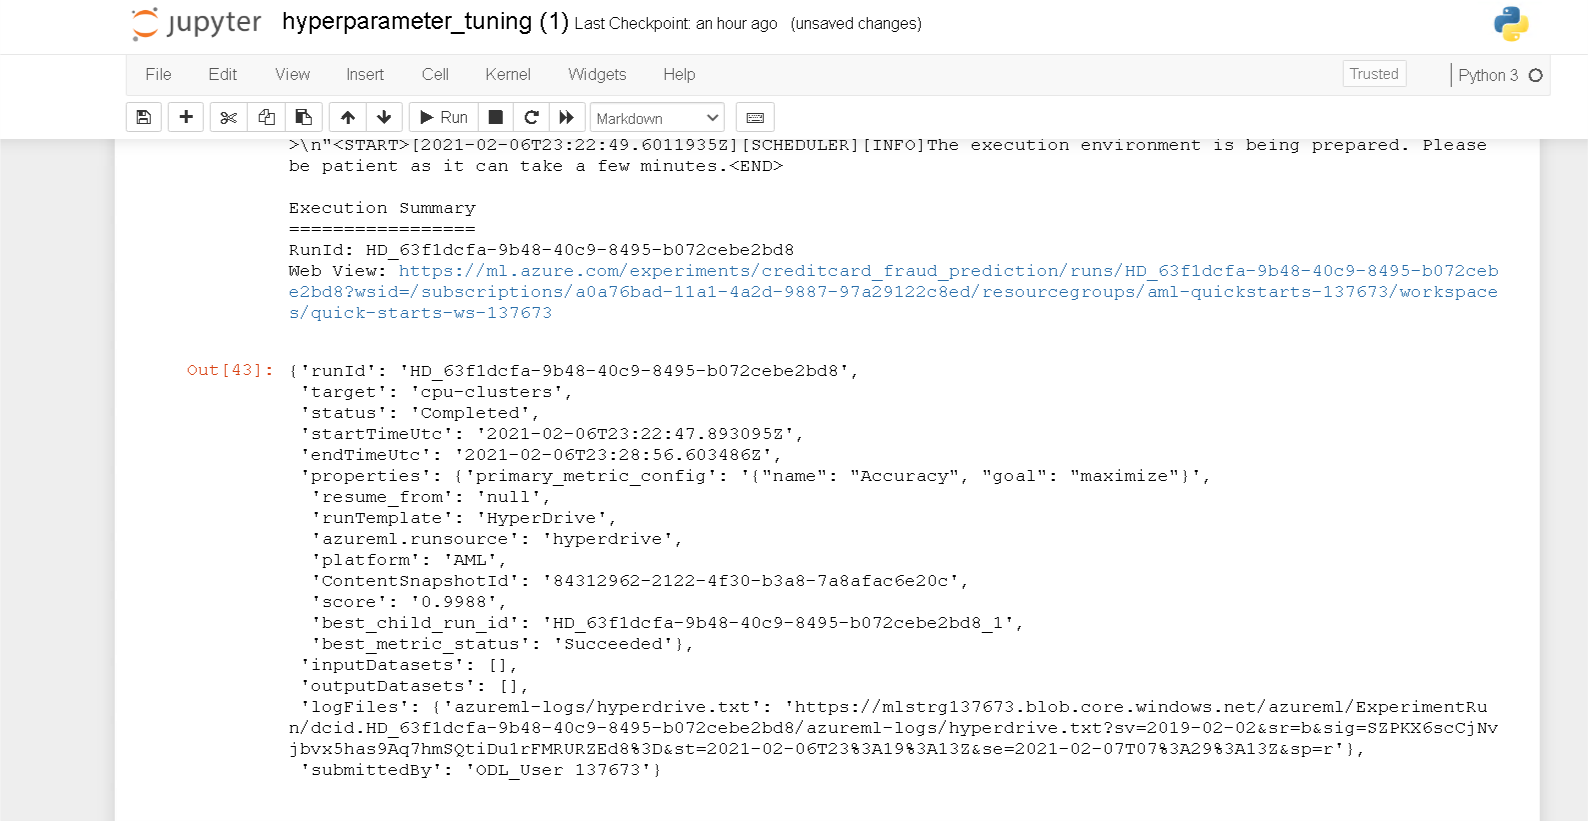 jupyter hyperparameter_tuning (1) Last Checkpoint: an hour ago (unsaved changes)
File Edit View Insert Cell Kernel Widgets Help Trusted Python 3
Run Markdown
>\n"<START>[2021-02-06T23:22:49.6011935Z][SCHEDULER][INFO]The execution environment is being prepared. Please
be patient as it can take a few minutes.<END>
Execution Summary
=================
RunId: HD_63f1dcfa-9b48-40c9-8495-b072cebe2bd8
Web View: https://ml.azure.com/experiments/creditcard_fraud_prediction/runs/HD_63f1dcfa-9b48-40c9-8495-b072ceb
e2bd8?wsid=/subscriptions/a0a76bad-11a1-4a2d-9887-97a29122c8ed/resourcegroups/aml-quickstarts-137673/workspace
s/quick-starts-ws-137673
Out[43]: {'runId': 'HD_63f1dcfa-9b48-40c9-8495-b072cebe2bd8',
'target': 'cpu-clusters',
'status': 'Completed',
'startTimeUtc': '2021-02-06T23:22:47.893095Z',
'endTimeUtc': '2021-02-06T23:28:56.603486Z',
'properties': {'primary_metric_config': '{"name": "Accuracy", "goal": "maximize"}',
'resume_from': 'null',
'runTemplate': 'HyperDrive',
'azureml.runsource': 'hyperdrive',
'platform': 'AML',
'ContentSnapshotId': '84312962-2122-4f30-b3a8-7a8afac6e20c',
'score': '0.9988',
'best_child_run_id': 'HD_63f1dcfa-9b48-40c9-8495-b072cebe2bd8_1',
'best_metric_status': 'Succeeded'},
'inputDatasets': [],
'outputDatasets': [],
'logFiles': {'azureml-logs/hyperdrive.txt': 'https://mlstrg137673.blob.core.windows.net/azureml/ExperimentRu
n/dcid.HD_63f1dcfa-9b48-40c9-8495-b072cebe2bd8/azureml-logs/hyperdrive.txt?sv=2019-02-02&sr=b&sig=SZPKX6scCjNv
jbvx5has9Aq7hmSQtiDu1rFMRURZEd8%3D&st=2021-02-06T23%3A19%3A13Z&se=2021-02-07T07%3A29%3A13Z&sp=r'},
'submittedBy': 'ODL_User 137673'}